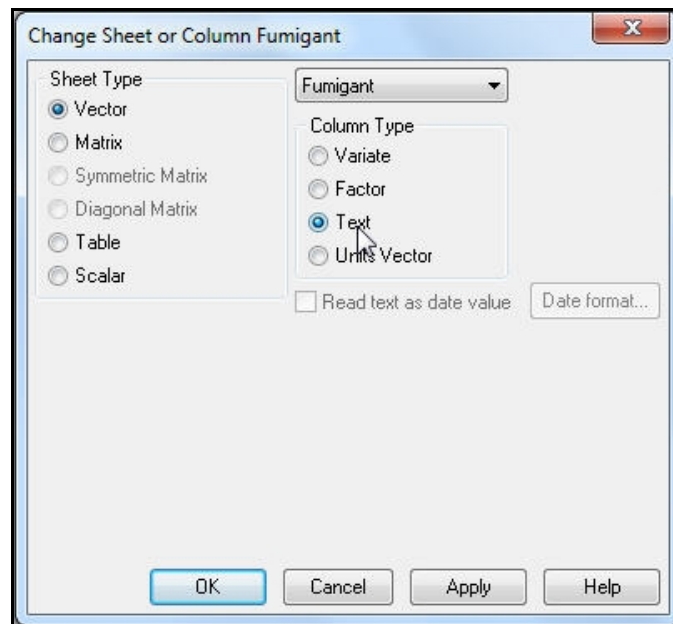 Change Sheet or Column Fumigant
Sheet Type
Vector
Matrix
Symmetric Matrix
Diagonal Matrix
Table
Scalar
Fumigant
Column Type
Variate
Factor
Text
Units Vector
Read text as date value
Date format...
OK
Cancel
Apply
Help